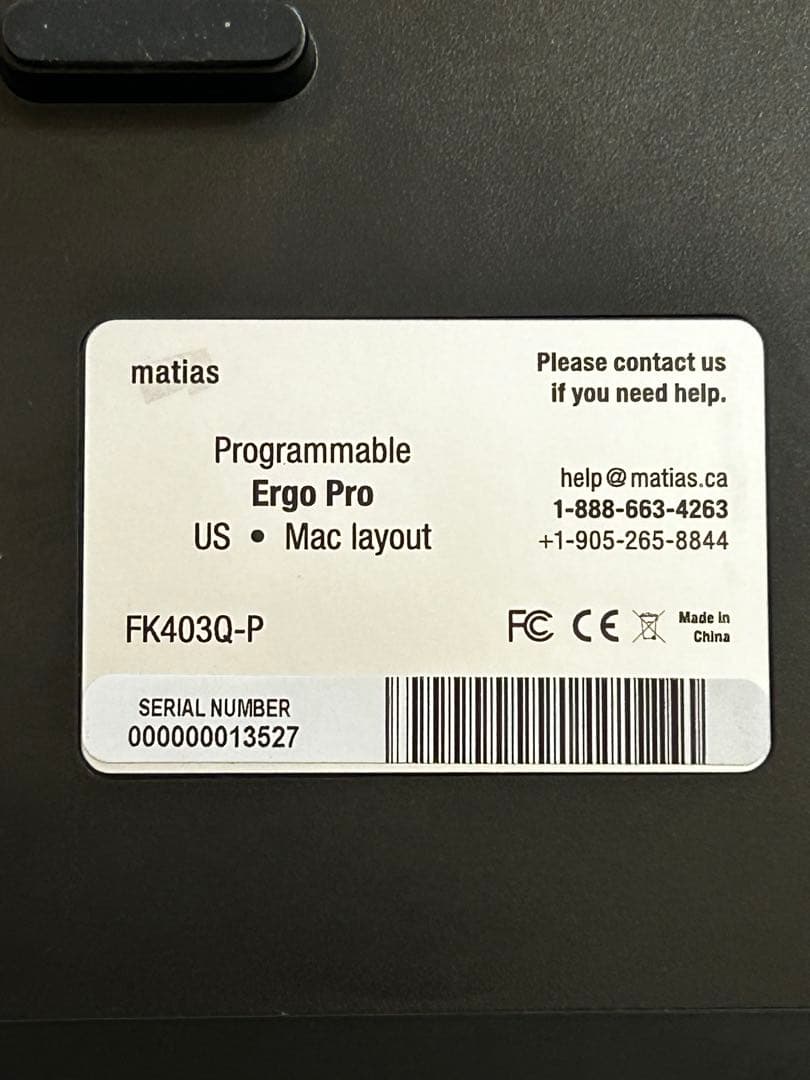 matias
Please contact us
if you need help.
Programmable
Ergo Pro
US • Mac layout
help@matias.ca
1-888-663-4263
+1-905-265-8844
FK403Q-P
FC CE
Made in
China
SERIAL NUMBER
000000013527